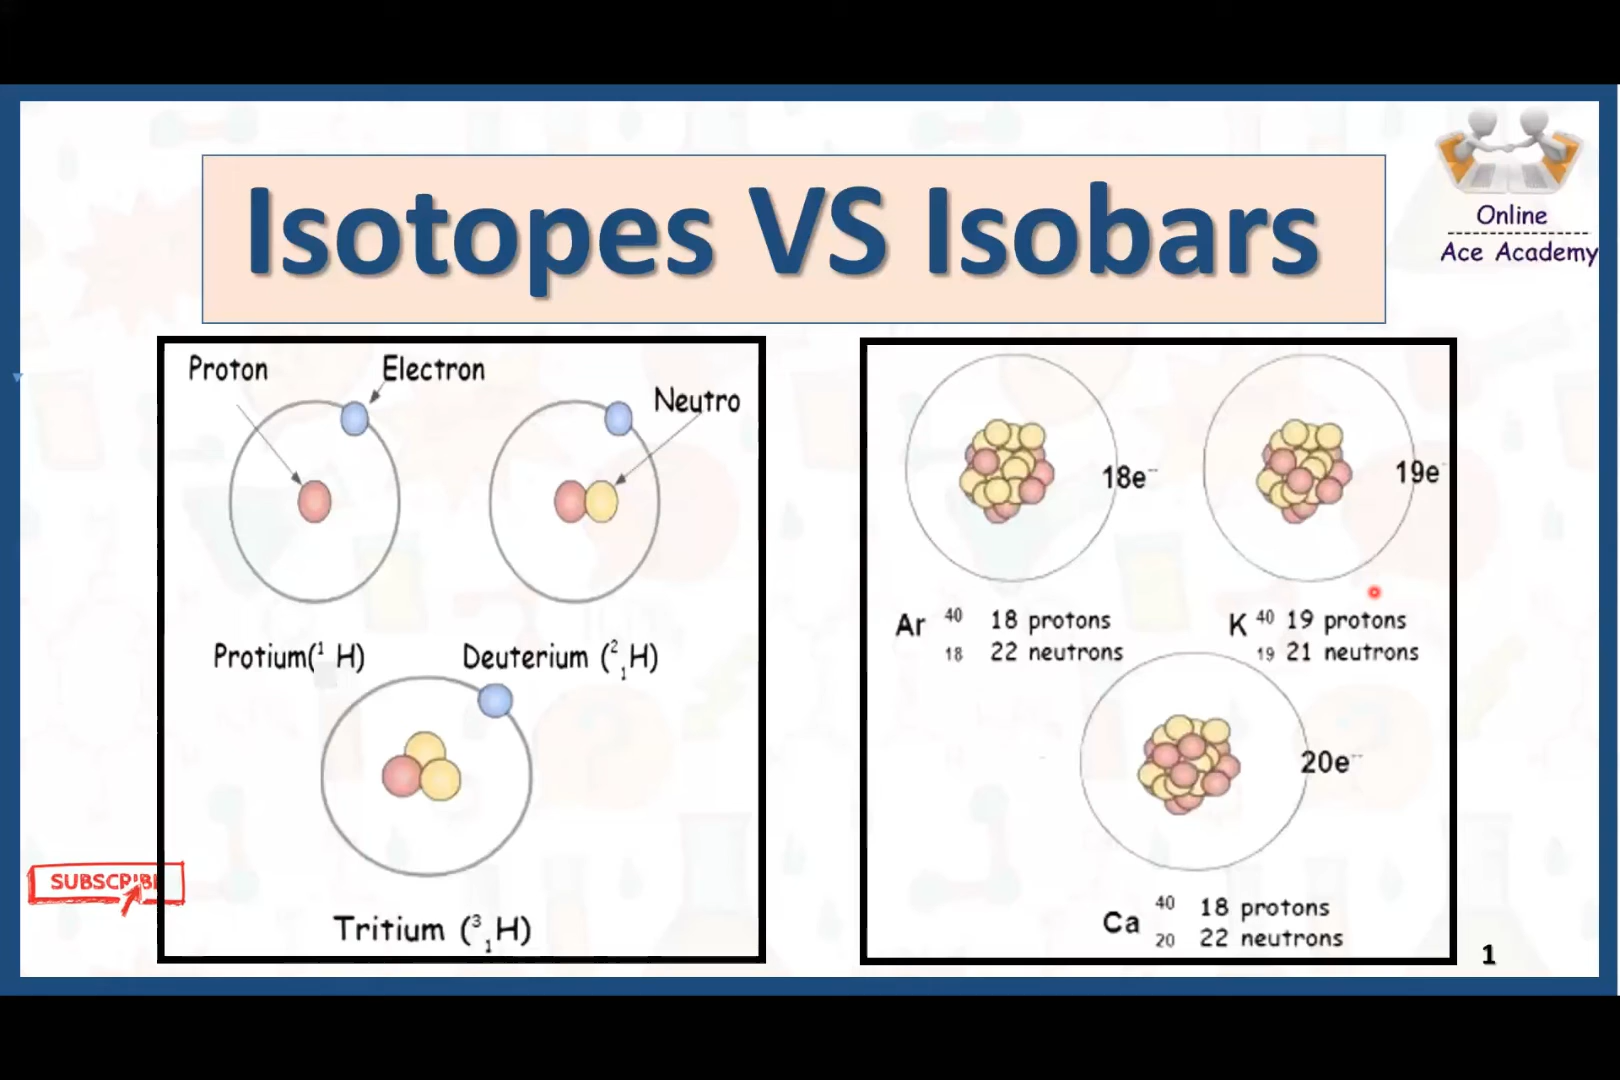 Isotopes VS Isobars
Online
Ace Academy
Proton
Electron
Neutro
Protium(¹ H)
Deuterium (²₁H)
Tritium (³₁H)
18e⁻
19e⁻
Ar ⁴⁰ 18 protons
₁₈ 22 neutrons
K ⁴⁰ 19 protons
₁₉ 21 neutrons
20e⁻
Ca ⁴⁰ 18 protons
₂₀ 22 neutrons
SUBSCRIB
1